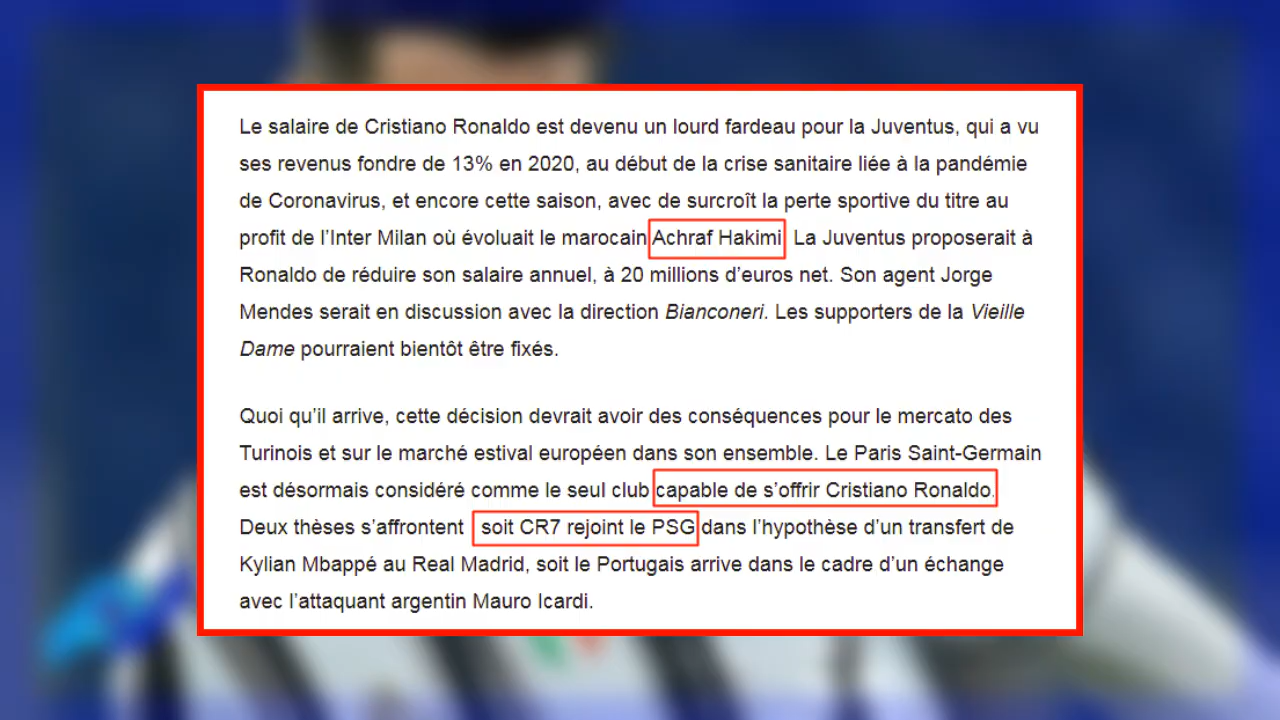 Le salaire de Cristiano Ronaldo est devenu un lourd fardeau pour la Juventus, qui a vu
ses revenus fondre de 13% en 2020, au début de la crise sanitaire liée à la pandémie
de Coronavirus, et encore cette saison, avec de surcroît la perte sportive du titre au
profit de l’Inter Milan où évoluait le marocain Achraf Hakimi. La Juventus proposerait à
Ronaldo de réduire son salaire annuel, à 20 millions d’euros net. Son agent Jorge
Mendes serait en discussion avec la direction Bianconeri. Les supporters de la Vieille
Dame pourraient bientôt être fixés.
Quoi qu’il arrive, cette décision devrait avoir des conséquences pour le mercato des
Turinois et sur le marché estival européen dans son ensemble. Le Paris Saint-Germain
est désormais considéré comme le seul club capable de s’offrir Cristiano Ronaldo.
Deux thèses s’affrontent soit CR7 rejoint le PSG dans l’hypothèse d’un transfert de
Kylian Mbappé au Real Madrid, soit le Portugais arrive dans le cadre d’un échange
avec l’attaquant argentin Mauro Icardi.